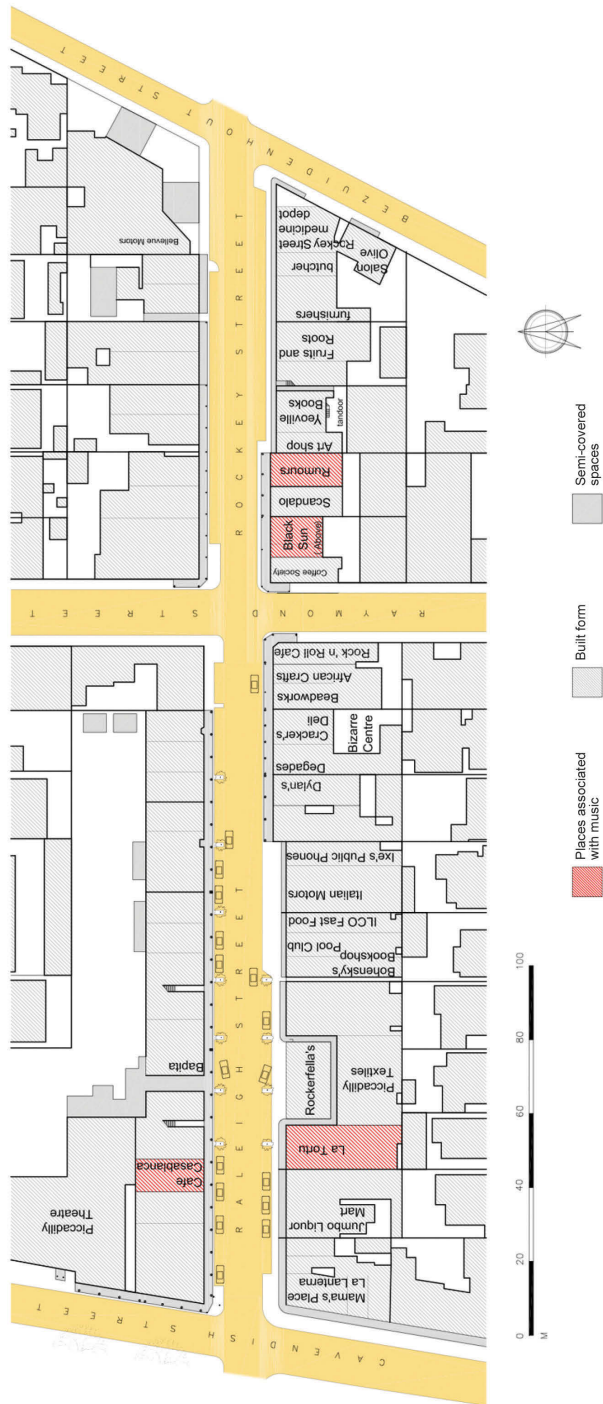 BEZUIDENHOUT STREET
Bellevue Motors
ROCKEY STREET
Rockey Street
medicine
depot
Salon
Olive
butcher
furnishers
Fruits and
Roots
Yeoville
Books
tandoor
Art shop
Rumours
Scandalo
Black
Sun
(Above)
Coffee Society
RAYMOND STREET
Rock 'n Roll Cafe
African Crafts
Beadworks
Cracker's
Deli
Bizarre
Centre
Degades
Dylan's
Ixe's Public Phones
Italian Motors
ILCO Fast Food
Pool Club
Bohensky's
Bookshop
RALEIGH STREET
Bapita
Rockerfella's
Piccadilly
Textiles
La Tortu
Cafe
Casablanca
Piccadilly
Theatre
Jumbo Liquor
Mart
Mama's Place
La Lanterna
CAVENDISH STREET
0 20 40 60 80 100
M
Places associated
with music
Built form
Semi-covered
spaces